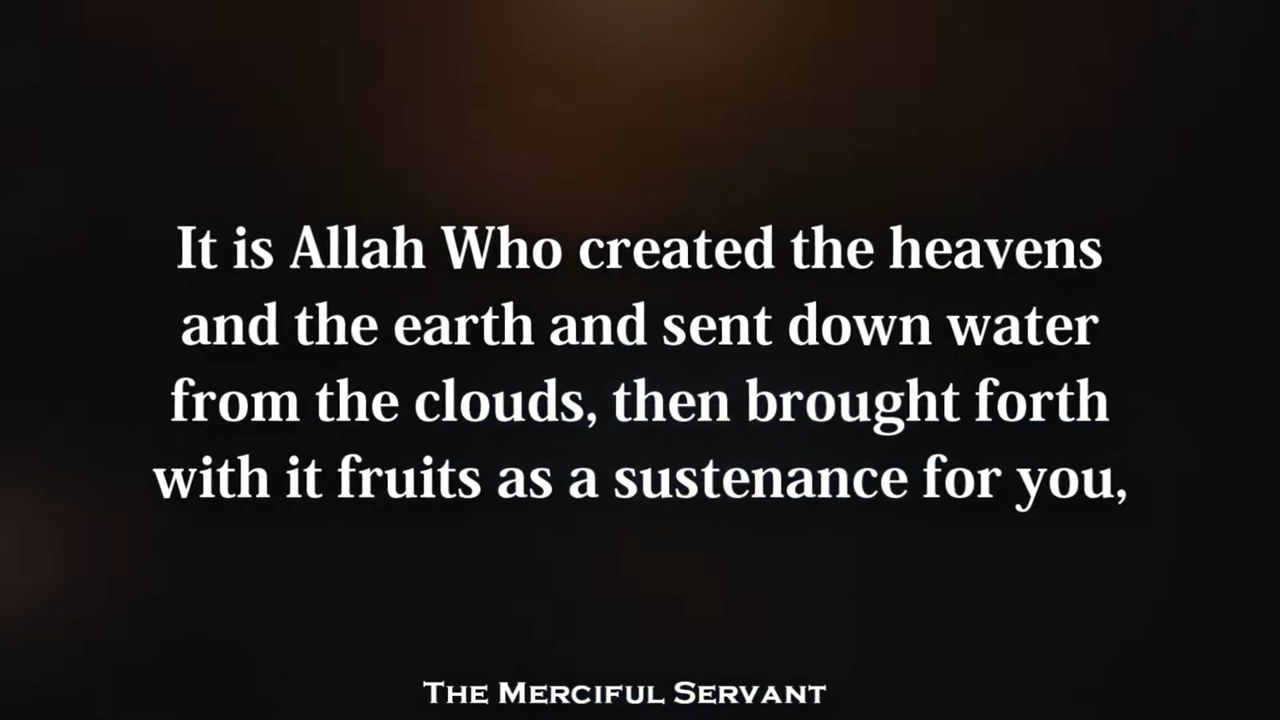 It is Allah Who created the heavens
and the earth and sent down water
from the clouds, then brought forth
with it fruits as a sustenance for you,
The Merciful Servant